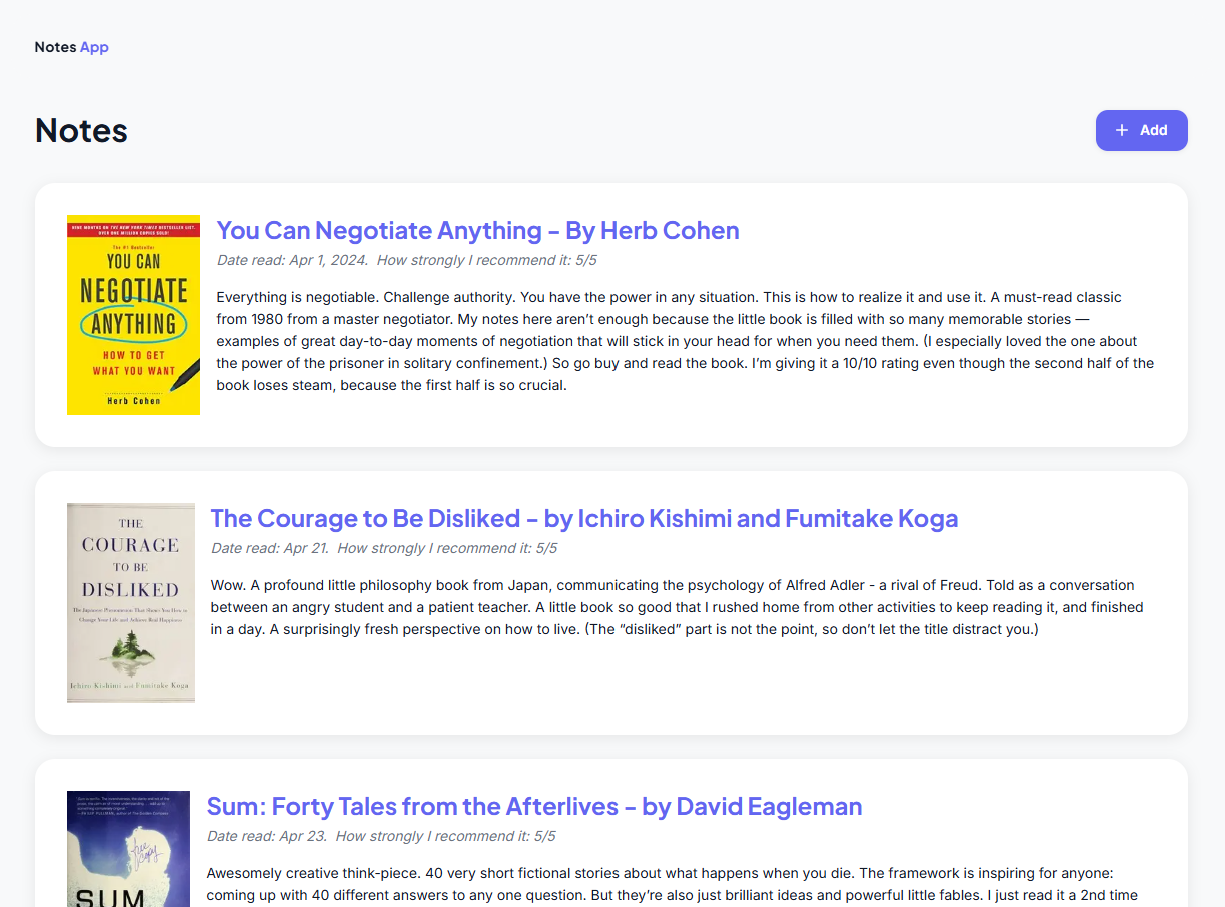 Notes App
Notes
+ Add
NINE MONTHS ON THE NEW YORK TIMES BESTSELLER LIST.
OVER ONE MILLION COPIES SOLD!
The #1 Bestseller
YOU CAN
NEGOTIATE
ANYTHING
HOW TO GET
WHAT YOU WANT
Herb Cohen
You Can Negotiate Anything – By Herb Cohen
Date read: Apr 1, 2024. How strongly I recommend it: 5/5
Everything is negotiable. Challenge authority. You have the power in any situation. This is how to realize it and use it. A must-read classic
from 1980 from a master negotiator. My notes here aren’t enough because the little book is filled with so many memorable stories —
examples of great day-to-day moments of negotiation that will stick in your head for when you need them. (I especially loved the one about
the power of the prisoner in solitary confinement.) So go buy and read the book. I’m giving it a 10/10 rating even though the second half of the
book loses steam, because the first half is so crucial.
THE
COURAGE
TO BE
DISLIKED
The Japanese Phenomenon That Shows You How to
Change Your Life and Achieve Real Happiness
Ichiro Kishimi and Fumitake Koga
The Courage to Be Disliked – by Ichiro Kishimi and Fumitake Koga
Date read: Apr 21. How strongly I recommend it: 5/5
Wow. A profound little philosophy book from Japan, communicating the psychology of Alfred Adler - a rival of Freud. Told as a conversation
between an angry student and a patient teacher. A little book so good that I rushed home from other activities to keep reading it, and finished
in a day. A surprisingly fresh perspective on how to live. (The “disliked” part is not the point, so don’t let the title distract you.)
SUM
Sum: Forty Tales from the Afterlives – by David Eagleman
Date read: Apr 23. How strongly I recommend it: 5/5
Awesomely creative think-piece. 40 very short fictional stories about what happens when you die. The framework is inspiring for anyone:
coming up with 40 different answers to any one question. But they’re also just brilliant ideas and powerful little fables. I just read it a 2nd time